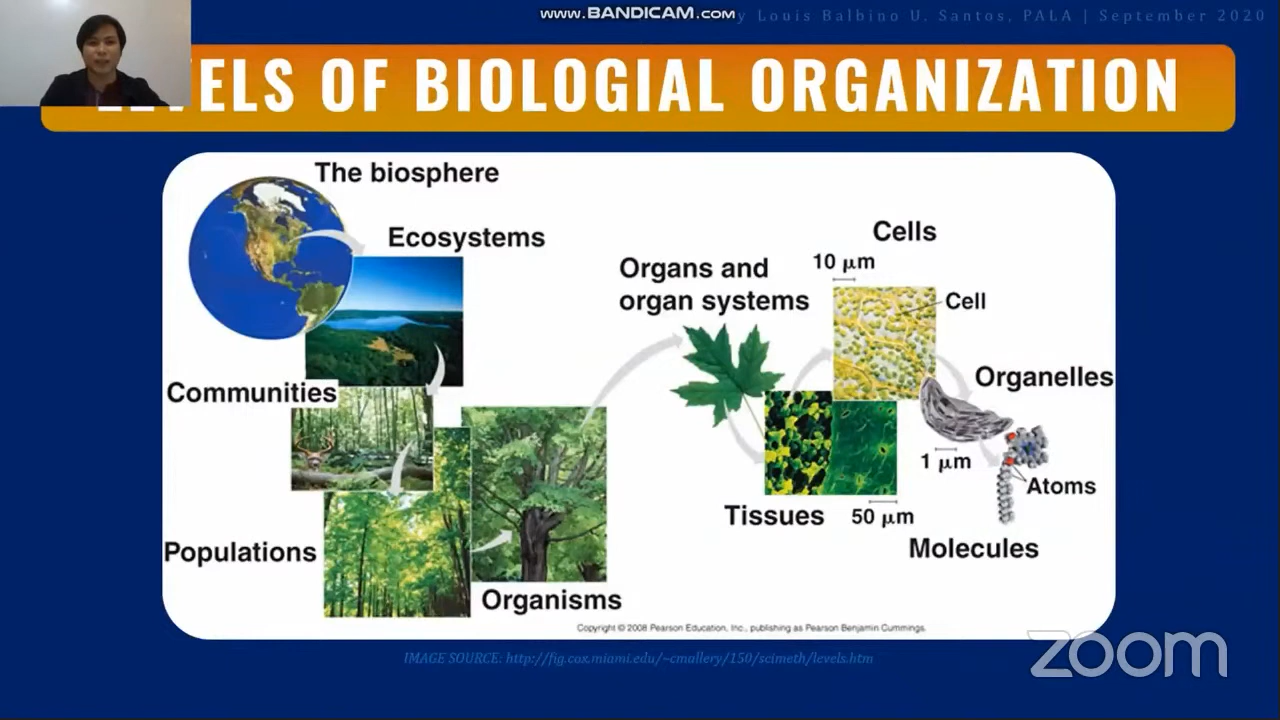 www.BANDICAM.com
y Louis Balbino U. Santos, PALA | September 2020
LEVELS OF BIOLOGIAL ORGANIZATION
The biosphere
Ecosystems
Communities
Populations
Organisms
Organs and
organ systems
Cells
10 µm
Cell
Organelles
1 µm
Atoms
Tissues
50 µm
Molecules
Copyright © 2008 Pearson Education, Inc., publishing as Pearson Benjamin Cummings.
IMAGE SOURCE: http://fig.cox.miami.edu/~cmallery/150/scimeth/levels.htm
zoom